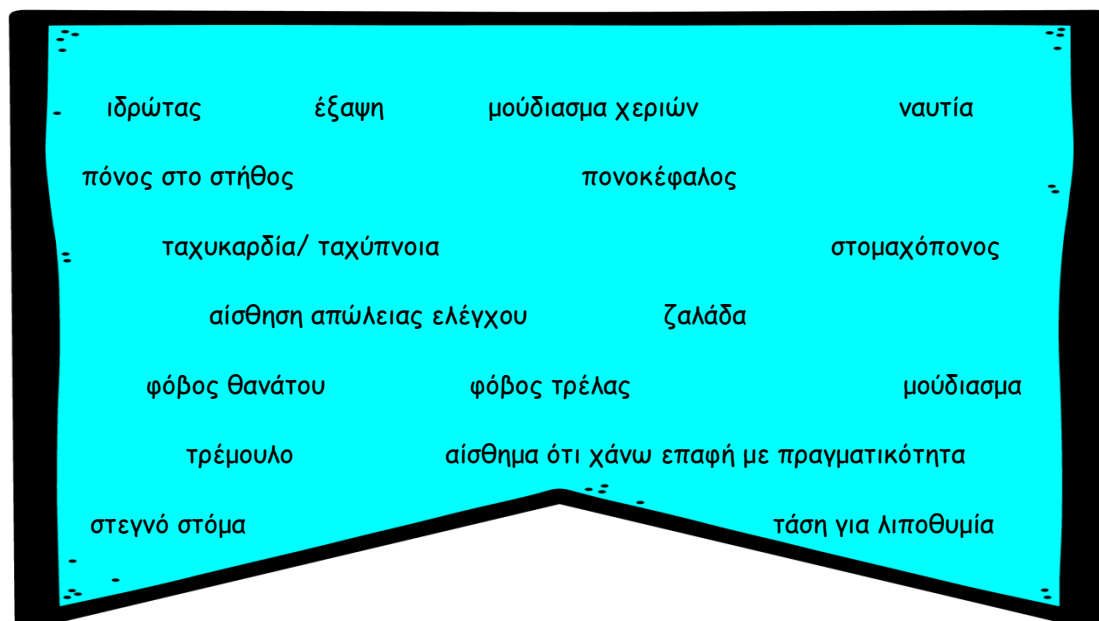 ιδρώτας έξαψη μούδιασμα χεριών ναυτία
πόνος στο στήθος πονοκέφαλος
ταχυκαρδία/ ταχύπνοια στομαχόπονος
αίσθηση απώλειας ελέγχου ζαλάδα
φόβος θανάτου φόβος τρέλας μούδιασμα
τρέμουλο αίσθημα ότι χάνω επαφή με πραγματικότητα
στεγνό στόμα τάση για λιποθυμία